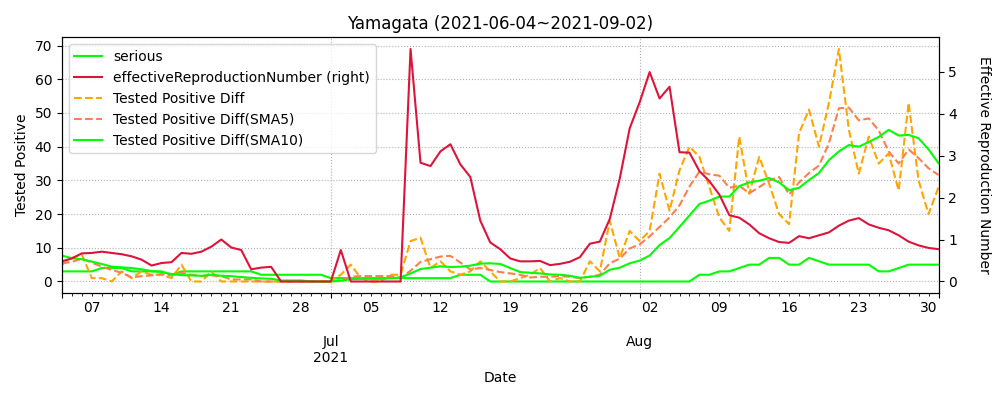 Yamagata (2021-06-04~2021-09-02)
serious
effectiveReproductionNumber (right)
Tested Positive Diff
Tested Positive Diff(SMA5)
Tested Positive Diff(SMA10)
Tested Positive
70
60
50
40
30
20
10
0
Effective Reproduction Number
5
4
3
2
1
0
07 14 21 28 05 12 19 26 02 09 16 23 30
Jul Aug
2021
Date